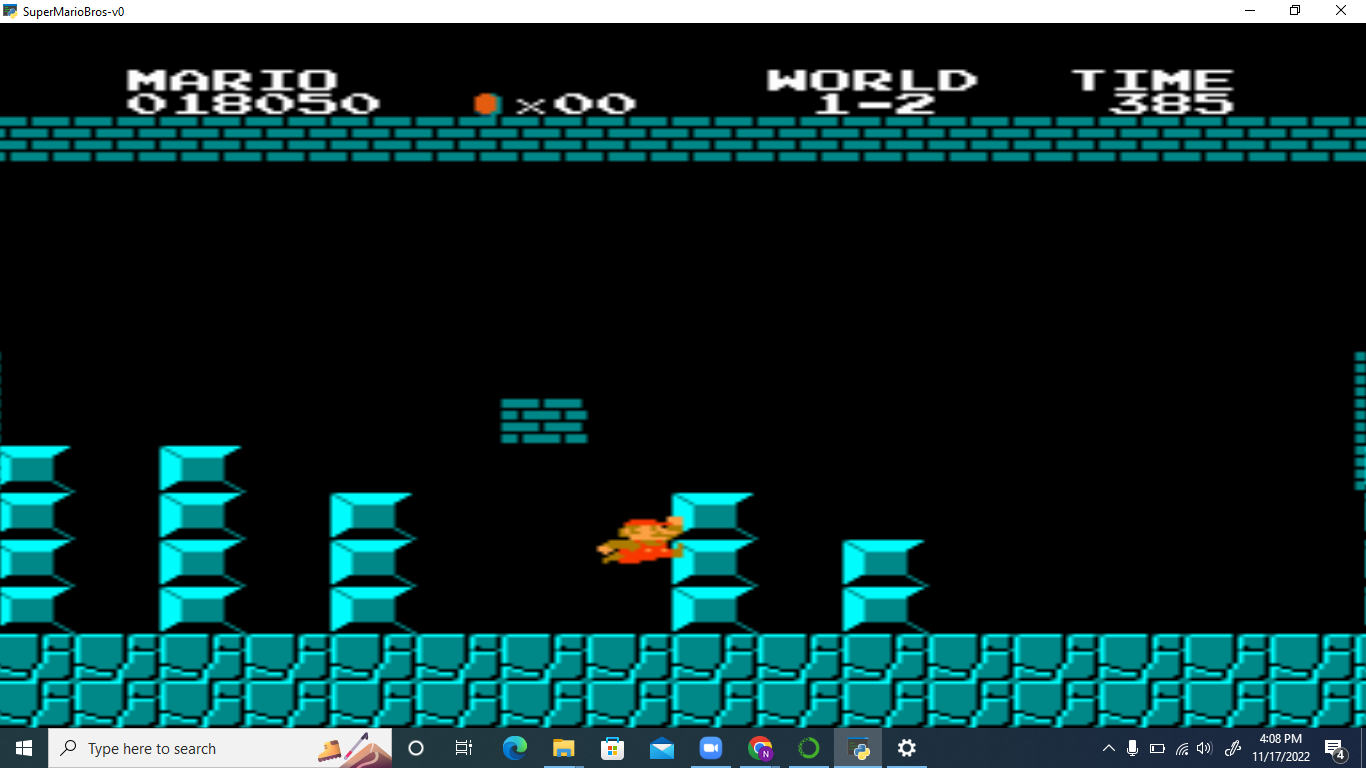 SuperMarioBros-v0
MARIO WORLD TIME
018050 ×00 1-2 385
Type here to search
N
4:08 PM
11/17/2022
4